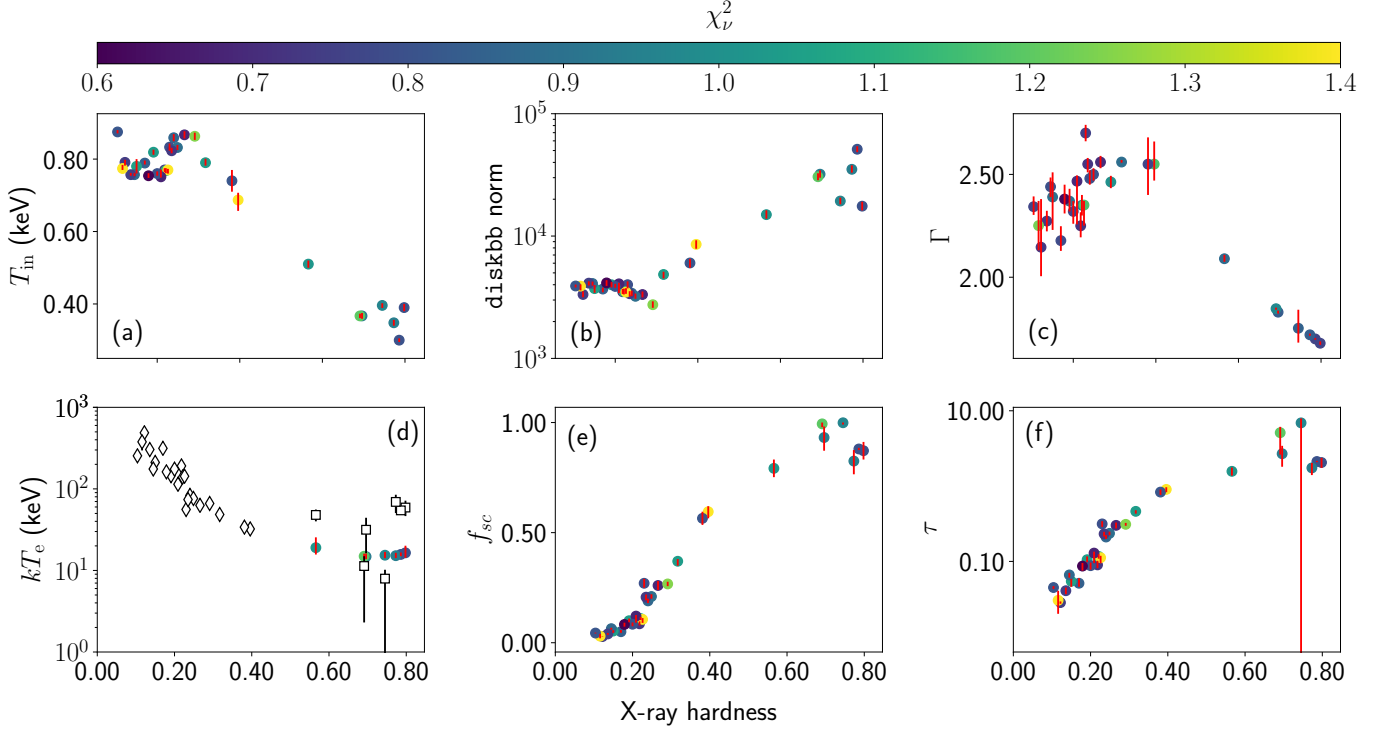 χ²ν
0.6 0.7 0.8 0.9 1.0 1.1 1.2 1.3 1.4
Tin (keV)
0.80
0.60
0.40
(a)
diskbb norm
10⁵
10⁴
10³
(b)
Γ
2.50
2.00
(c)
kTe (keV)
10³
10²
10¹
10⁰
(d)
0.00 0.20 0.40 0.60 0.80
fsc
1.00
0.50
0.00
(e)
0.00 0.20 0.40 0.60 0.80
τ
10.00
0.10
(f)
0.00 0.20 0.40 0.60 0.80
X-ray hardness